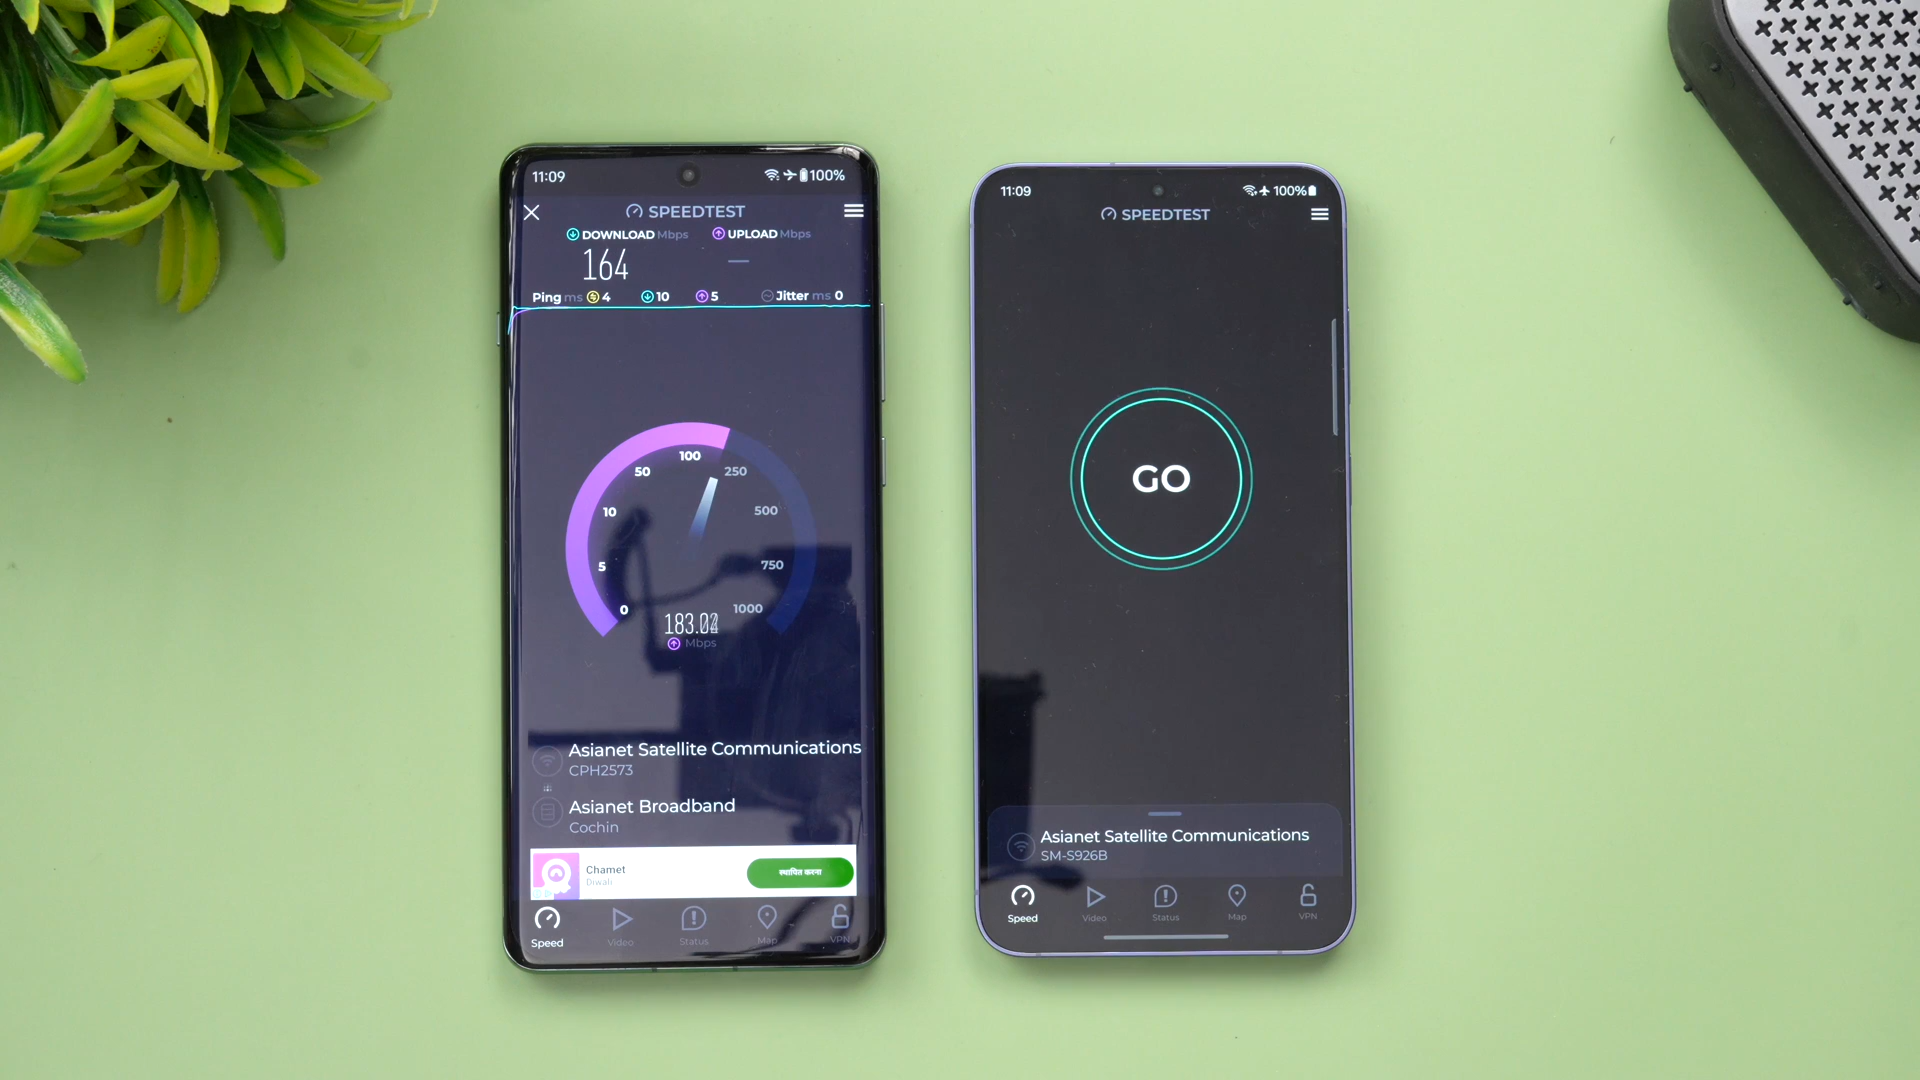 11:09
100%
SPEEDTEST
DOWNLOAD Mbps
UPLOAD Mbps
164
Ping ms 4
10
5
Jitter ms 0
0
5
10
50
100
250
500
750
1000
Mbps
Asianet Satellite Communications
CPH2573
Asianet Broadband
Cochin
Chamet
Diwali
स्थापित करना
Speed
Video
Status
Map
VPN
11:09
100%
SPEEDTEST
GO
Asianet Satellite Communications
SM-S926B
Speed
Video
Status
Map
VPN